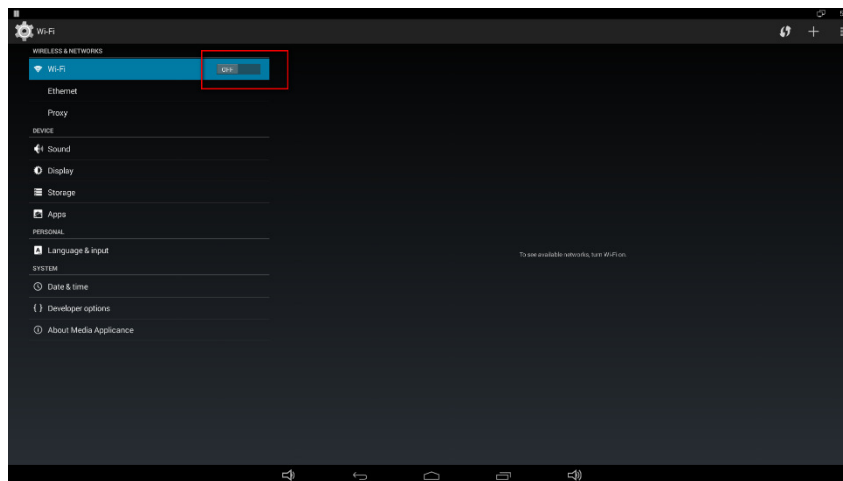 Wi-Fi
WIRELESS & NETWORKS
Wi-Fi OFF
Ethernet
Proxy
DEVICE
Sound
Display
Storage
Apps
PERSONAL
A Language & input
To see available networks, turn Wi-Fi on.
SYSTEM
Date & time
{ } Developer options
About Media Applicance